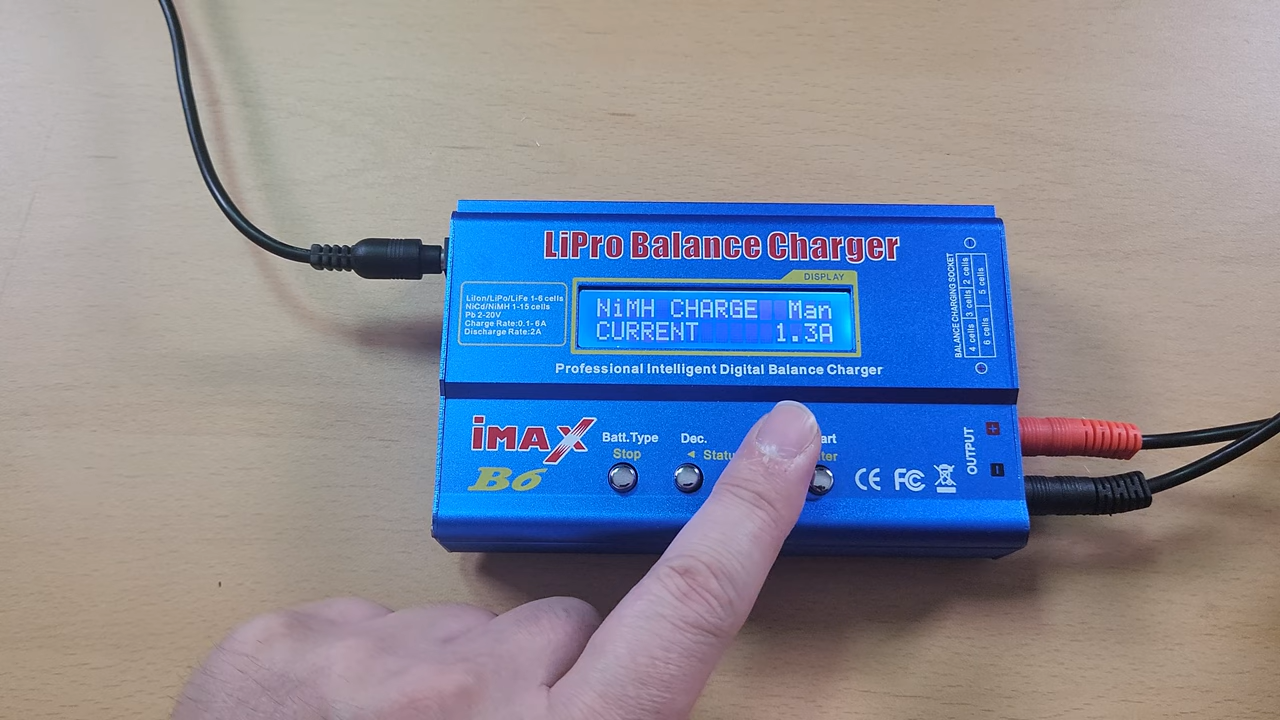 LiPro Balance Charger
DISPLAY
LiIon/LiPo/LiFe 1-6 cells
NiCd/NiMH 1-15 cells
Pb 2-20V
Charge Rate:0.1-6A
Discharge Rate:2A
NiMH CHARGE Man
CURRENT 1.3A
Professional Intelligent Digital Balance Charger
BALANCE CHARGING SOCKET
4 cells 3 cells 2 cells
6 cells 5 cells
iMAX
B6
Batt.Type Dec.
Stop ◄
OUTPUT
+
-
CE FC